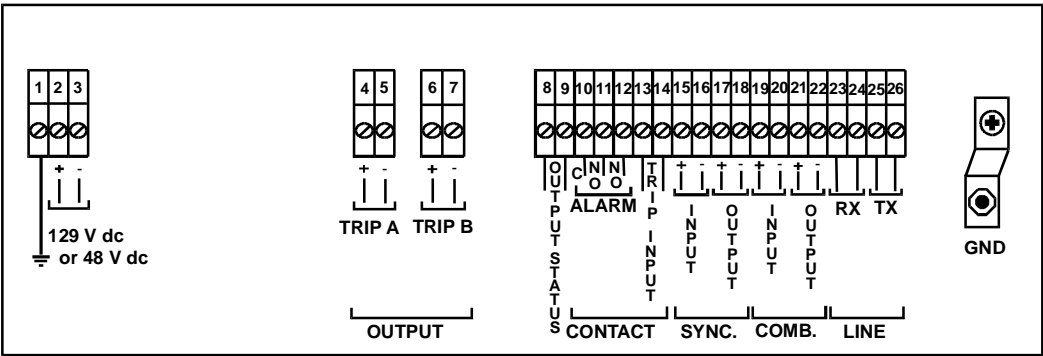 1 2 3
4 5
6 7
8 9 10 11 12 13 14 15 16 17 18 19 20 21 22 23 24 25 26
+ -
+ -
+ -
+ - + - + - + -
129 V dc
or 48 V dc
TRIP A
TRIP B
OUTPUT
OUTPUT STATUS
C NO NO
ALARM
TRIP INPUT
CONTACT
INPUT
OUTPUT
SYNC.
INPUT
OUTPUT
COMB.
RX
TX
LINE
GND